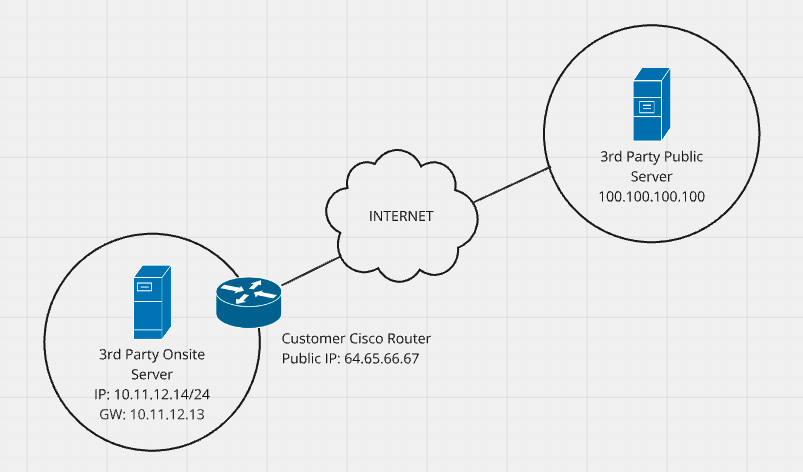 3rd Party Public
Server
100.100.100.100
INTERNET
Customer Cisco Router
Public IP: 64.65.66.67
3rd Party Onsite
Server
IP: 10.11.12.14/24
GW: 10.11.12.13